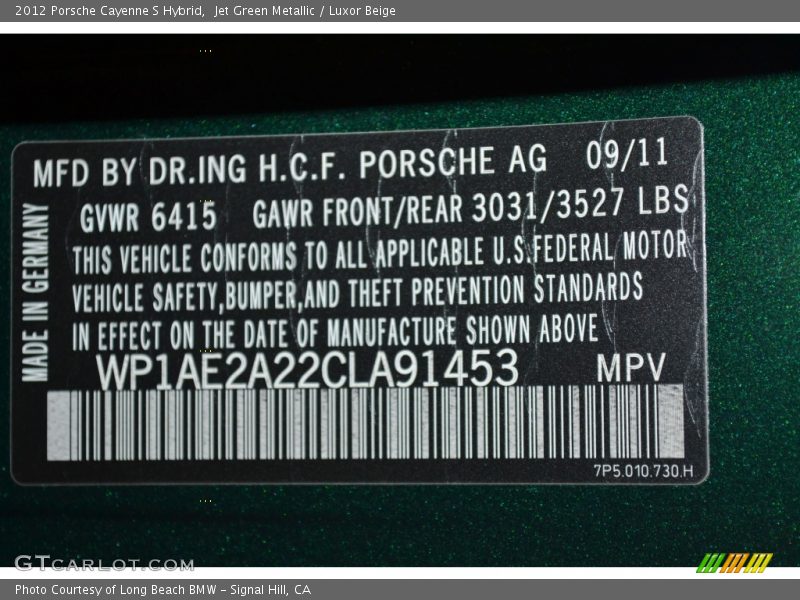 2012 Porsche Cayenne S Hybrid,  Jet Green Metallic / Luxor Beige
MFD BY DR.ING H.C.F. PORSCHE AG 09/11
GVWR 6415 GAWR FRONT/REAR 3031/3527 LBS
MADE IN GERMANY
THIS VEHICLE CONFORMS TO ALL APPLICABLE U.S.FEDERAL MOTOR
VEHICLE SAFETY,BUMPER,AND THEFT PREVENTION STANDARDS
IN EFFECT ON THE DATE OF MANUFACTURE SHOWN ABOVE
WP1AE2A22CLA91453 MPV
7P5.010.730.H
GTCARLOT.COM
Photo Courtesy of Long Beach BMW - Signal Hill, CA